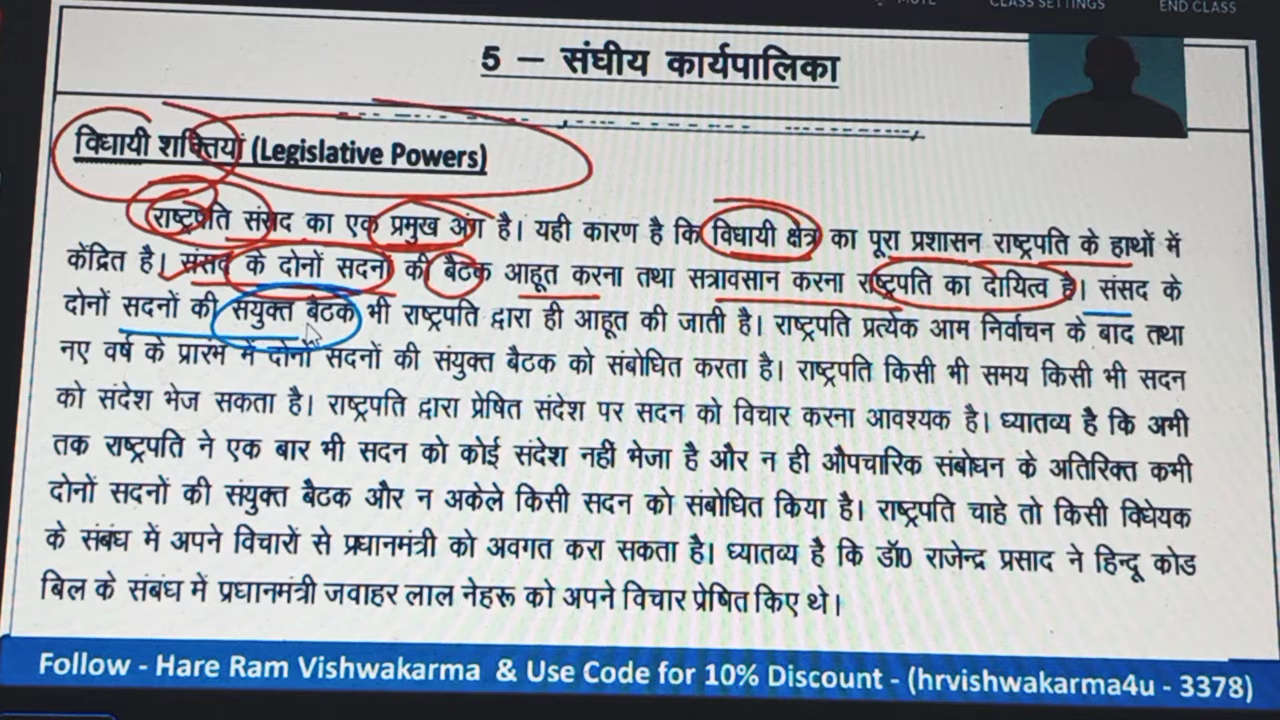 MUTE CLASS SETTINGS END CLASS
5 – संघीय कार्यपालिका
विधायी शक्तियां (Legislative Powers)
राष्ट्रपति संसद का एक प्रमुख अंग है। यही कारण है कि विधायी क्षेत्र का पूरा प्रशासन राष्ट्रपति के हाथों में
केंद्रित है। संसद के दोनों सदनों की बैठक आहूत करना तथा सत्रावसान करना राष्ट्रपति का दायित्व है। संसद के
दोनों सदनों की संयुक्त बैठक भी राष्ट्रपति द्वारा ही आहूत की जाती है। राष्ट्रपति प्रत्येक आम निर्वाचन के बाद तथा
नए वर्ष के प्रारंभ में दोनों सदनों की संयुक्त बैठक को संबोधित करता है। राष्ट्रपति किसी भी समय किसी भी सदन
को संदेश भेज सकता है। राष्ट्रपति द्वारा प्रेषित संदेश पर सदन को विचार करना आवश्यक है। ध्यातव्य है कि अभी
तक राष्ट्रपति ने एक बार भी सदन को कोई संदेश नहीं भेजा है और न ही औपचारिक संबोधन के अतिरिक्त कभी
दोनों सदनों की संयुक्त बैठक और न अकेले किसी सदन को संबोधित किया है। राष्ट्रपति चाहे तो किसी विधेयक
के संबंध में अपने विचारों से प्रधानमंत्री को अवगत करा सकता है। ध्यातव्य है कि डॉ0 राजेन्द्र प्रसाद ने हिन्दू कोड
बिल के संबंध में प्रधानमंत्री जवाहर लाल नेहरू को अपने विचार प्रेषित किए थे।
Follow - Hare Ram Vishwakarma & Use Code for 10% Discount - (hrvishwakarma4u - 3378)